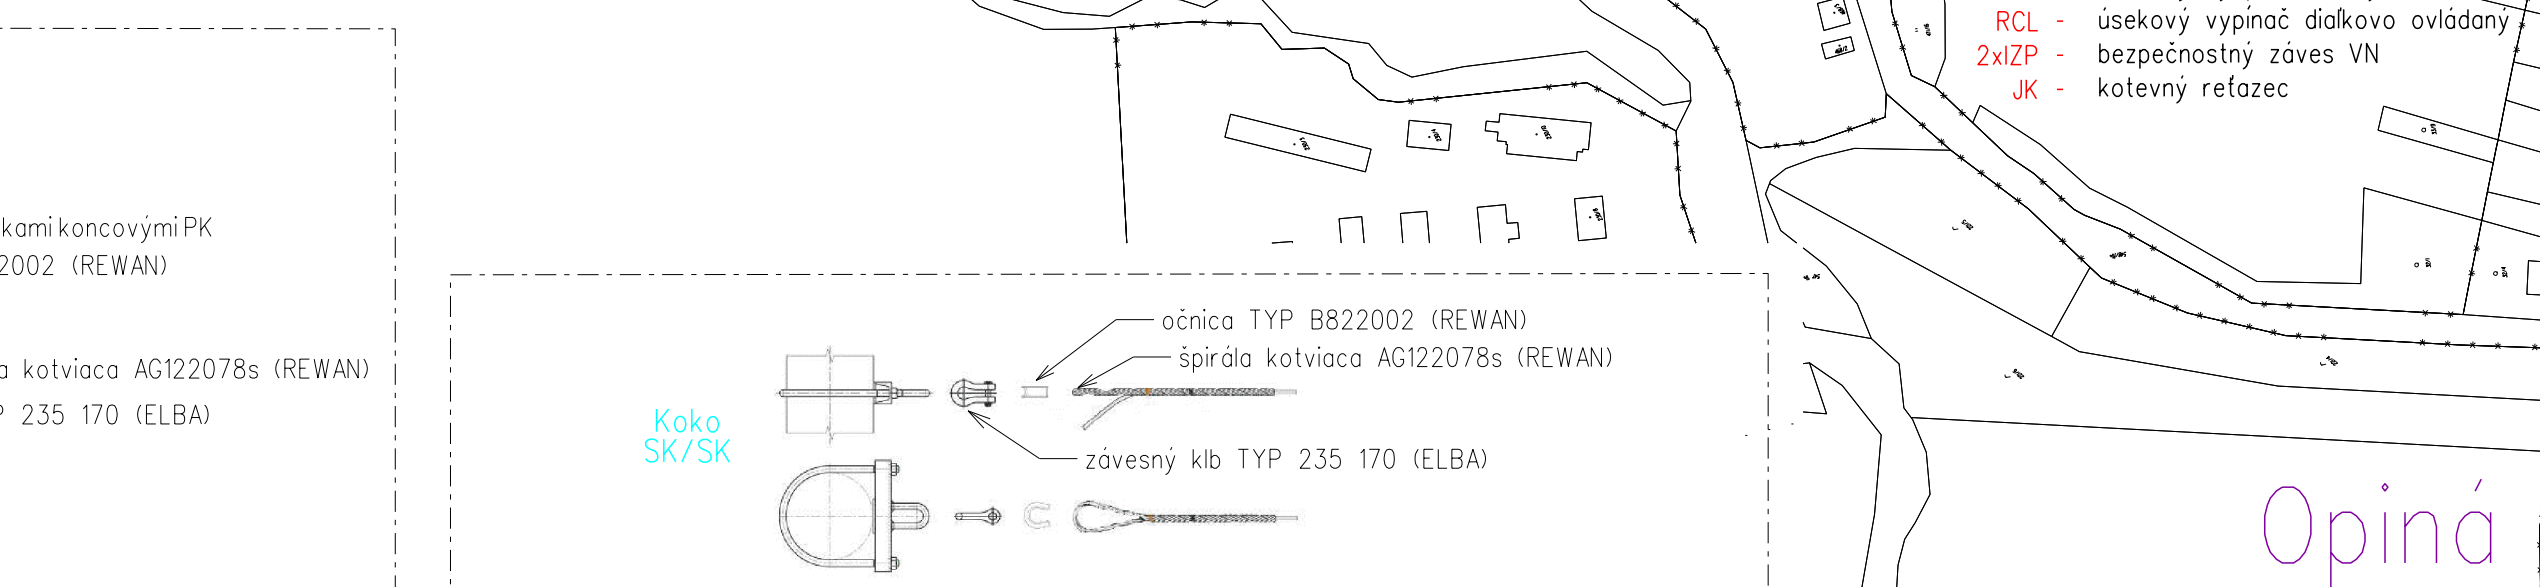 RCL - úsekový vypínač diaľkovo ovládaný
2xIZP - bezpečnostný záves VN
JK - kotevný reťazec
kami koncovými PK
2002 (REWAN)
a kotviaca AG122078s (REWAN)
P 235 170 (ELBA)
očnica TYP B822002 (REWAN)
špirála kotviaca AG122078s (REWAN)
Koko
SK/SK
závesný klb TYP 235 170 (ELBA)
Opiná